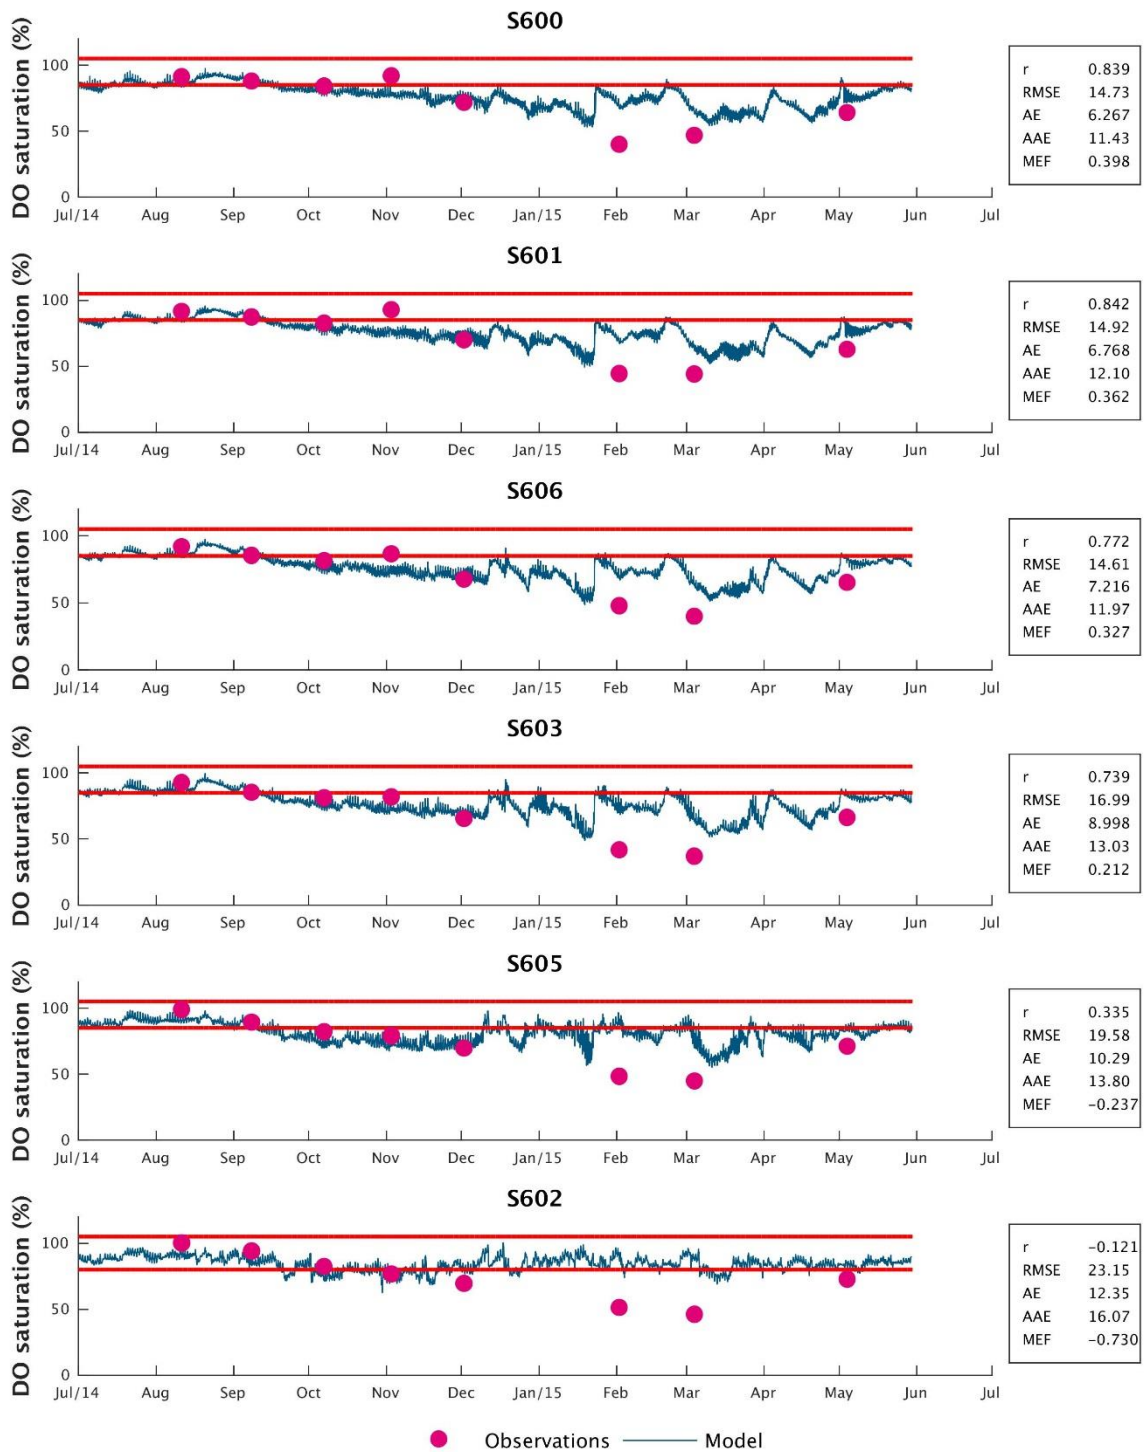 S600
DO saturation (%)
100
50
0
Jul/14 Aug Sep Oct Nov Dec Jan/15 Feb Mar Apr May Jun Jul
r 0.839
RMSE 14.73
AE 6.267
AAE 11.43
MEF 0.398
S601
DO saturation (%)
100
50
0
Jul/14 Aug Sep Oct Nov Dec Jan/15 Feb Mar Apr May Jun Jul
r 0.842
RMSE 14.92
AE 6.768
AAE 12.10
MEF 0.362
S606
DO saturation (%)
100
50
0
Jul/14 Aug Sep Oct Nov Dec Jan/15 Feb Mar Apr May Jun Jul
r 0.772
RMSE 14.61
AE 7.216
AAE 11.97
MEF 0.327
S603
DO saturation (%)
100
50
0
Jul/14 Aug Sep Oct Nov Dec Jan/15 Feb Mar Apr May Jun Jul
r 0.739
RMSE 16.99
AE 8.998
AAE 13.03
MEF 0.212
S605
DO saturation (%)
100
50
0
Jul/14 Aug Sep Oct Nov Dec Jan/15 Feb Mar Apr May Jun Jul
r 0.335
RMSE 19.58
AE 10.29
AAE 13.80
MEF −0.237
S602
DO saturation (%)
100
50
0
Jul/14 Aug Sep Oct Nov Dec Jan/15 Feb Mar Apr May Jun Jul
r −0.121
RMSE 23.15
AE 12.35
AAE 16.07
MEF −0.730
Observations Model